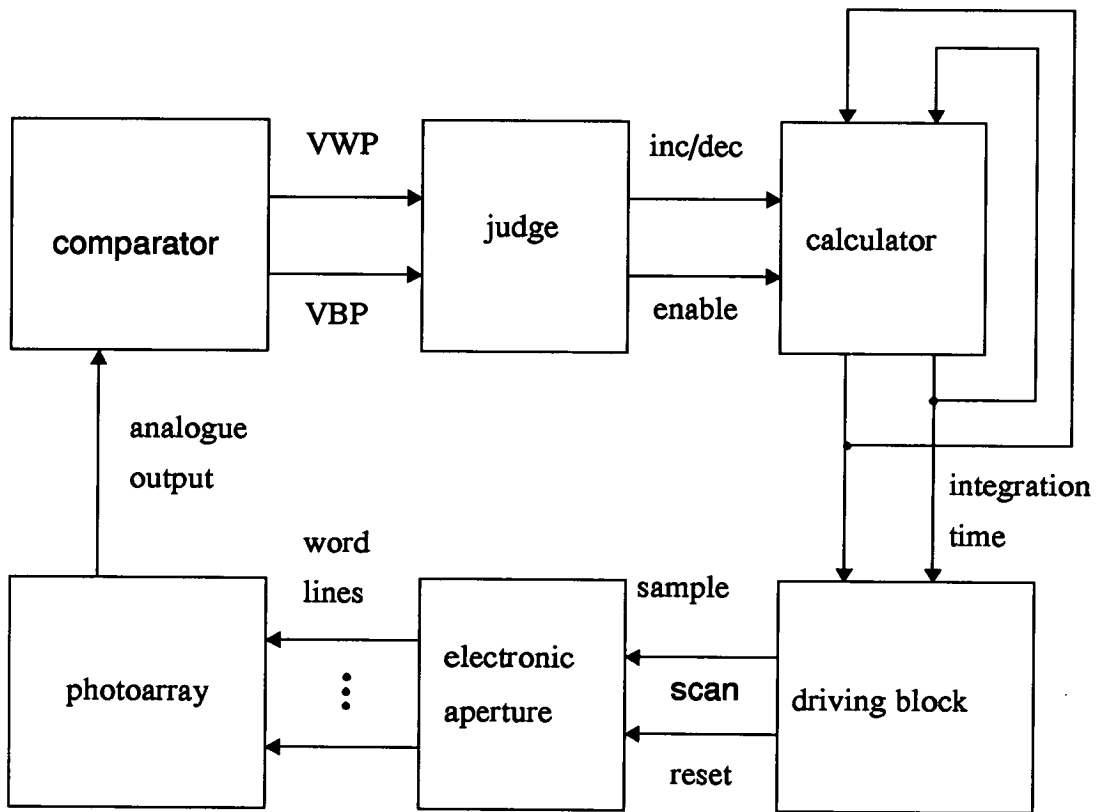 VWP
inc/dec
comparator
judge
calculator
VBP
enable
analogue
output
integration
time
word
lines
sample
photoarray
electronic
aperture
scan
driving block
reset